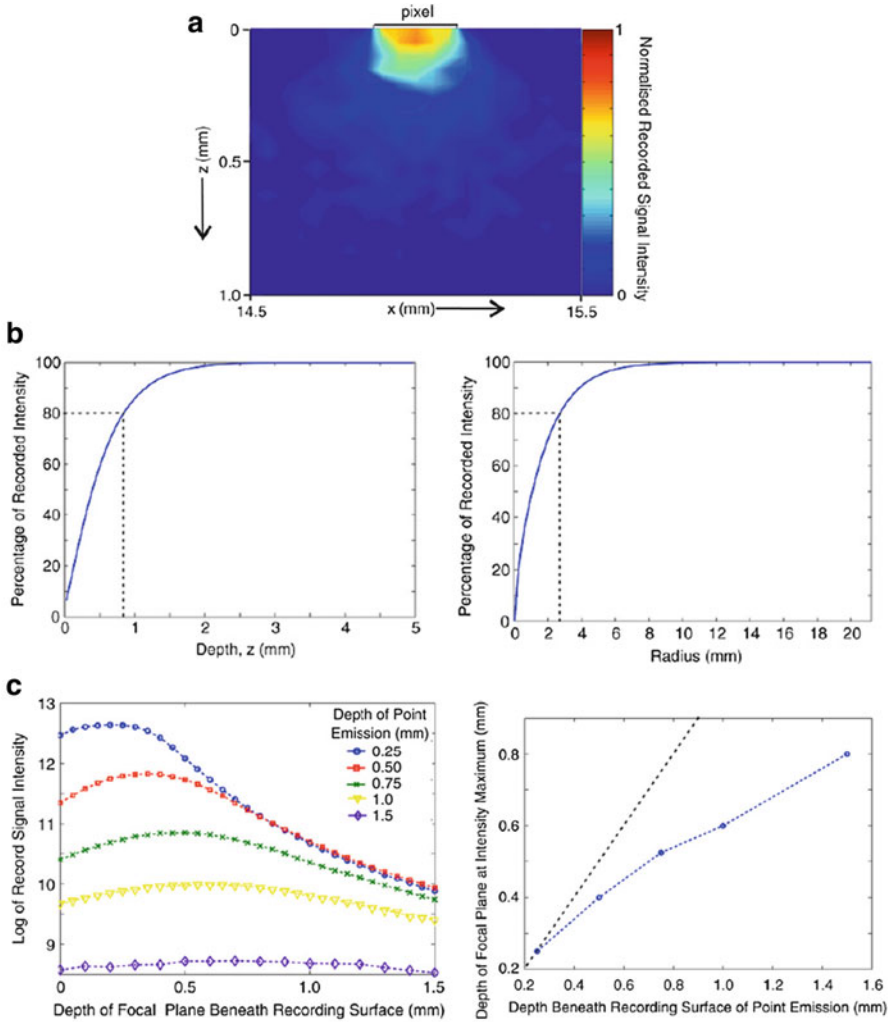 a
pixel
0
0.5
1.0
z (mm)
14.5
x (mm)
15.5
1
0
Normalised Recorded Signal Intensity
b
100
80
60
40
20
0
Percentage of Recorded Intensity
0 1 2 3 4 5
Depth, z (mm)
100
80
60
40
20
0
Percentage of Recorded Intensity
0 2 4 6 8 10 12 14 16 18 20
Radius (mm)
c
13
12
11
10
9
8
Log of Record Signal Intensity
Depth of Point
Emission (mm)
0.25
0.50
0.75
1.0
1.5
0 0.5 1.0 1.5
Depth of Focal Plane Beneath Recording Surface (mm)
0.8
0.6
0.4
0.2
Depth of Focal Plane at Intensity Maximum (mm)
0.2 0.4 0.6 0.8 1.0 1.2 1.4 1.6
Depth Beneath Recording Surface of Point Emission (mm)